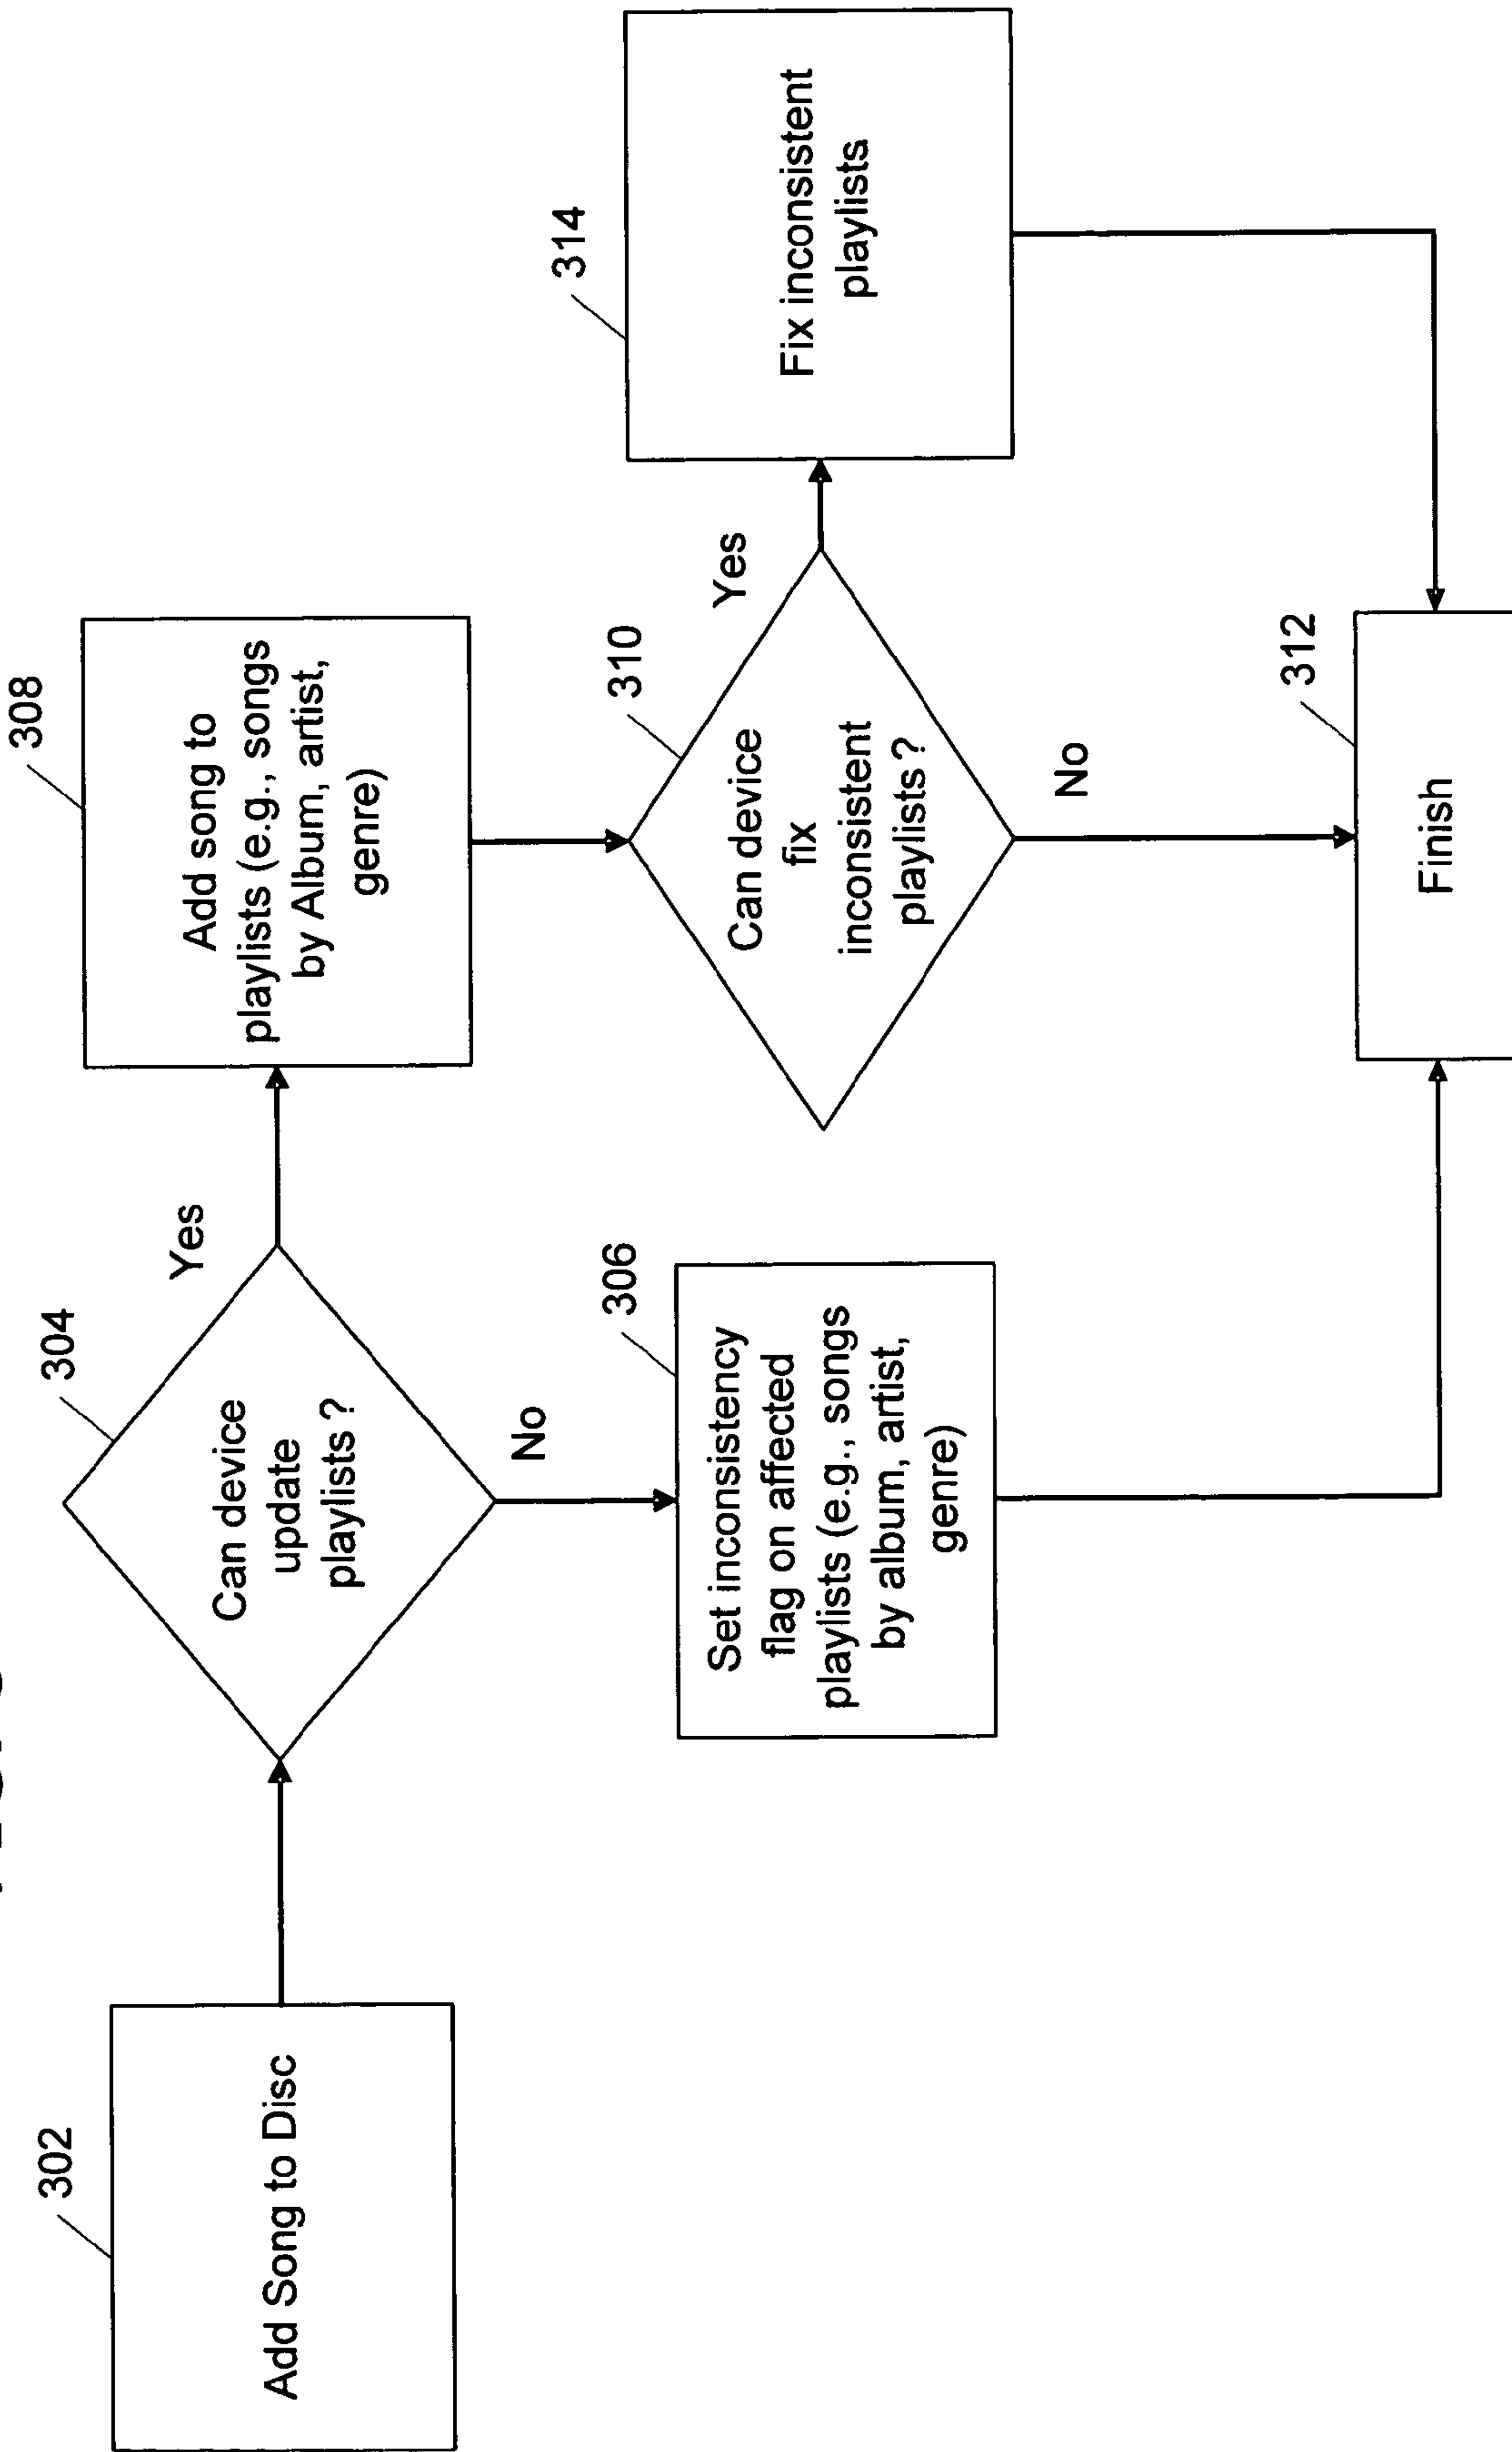 302
Add Song to Disc
304
Can device
update
playlists ?
Yes
No
306
Set inconsistency
flag on affected
playlists (e.g., songs
by album, artist,
genre)
308
Add song to
playlists (e.g., songs
by Album, artist,
genre)
310
Can device
fix
inconsistent
playlists ?
Yes
No
314
Fix inconsistent
playlists
312
Finish